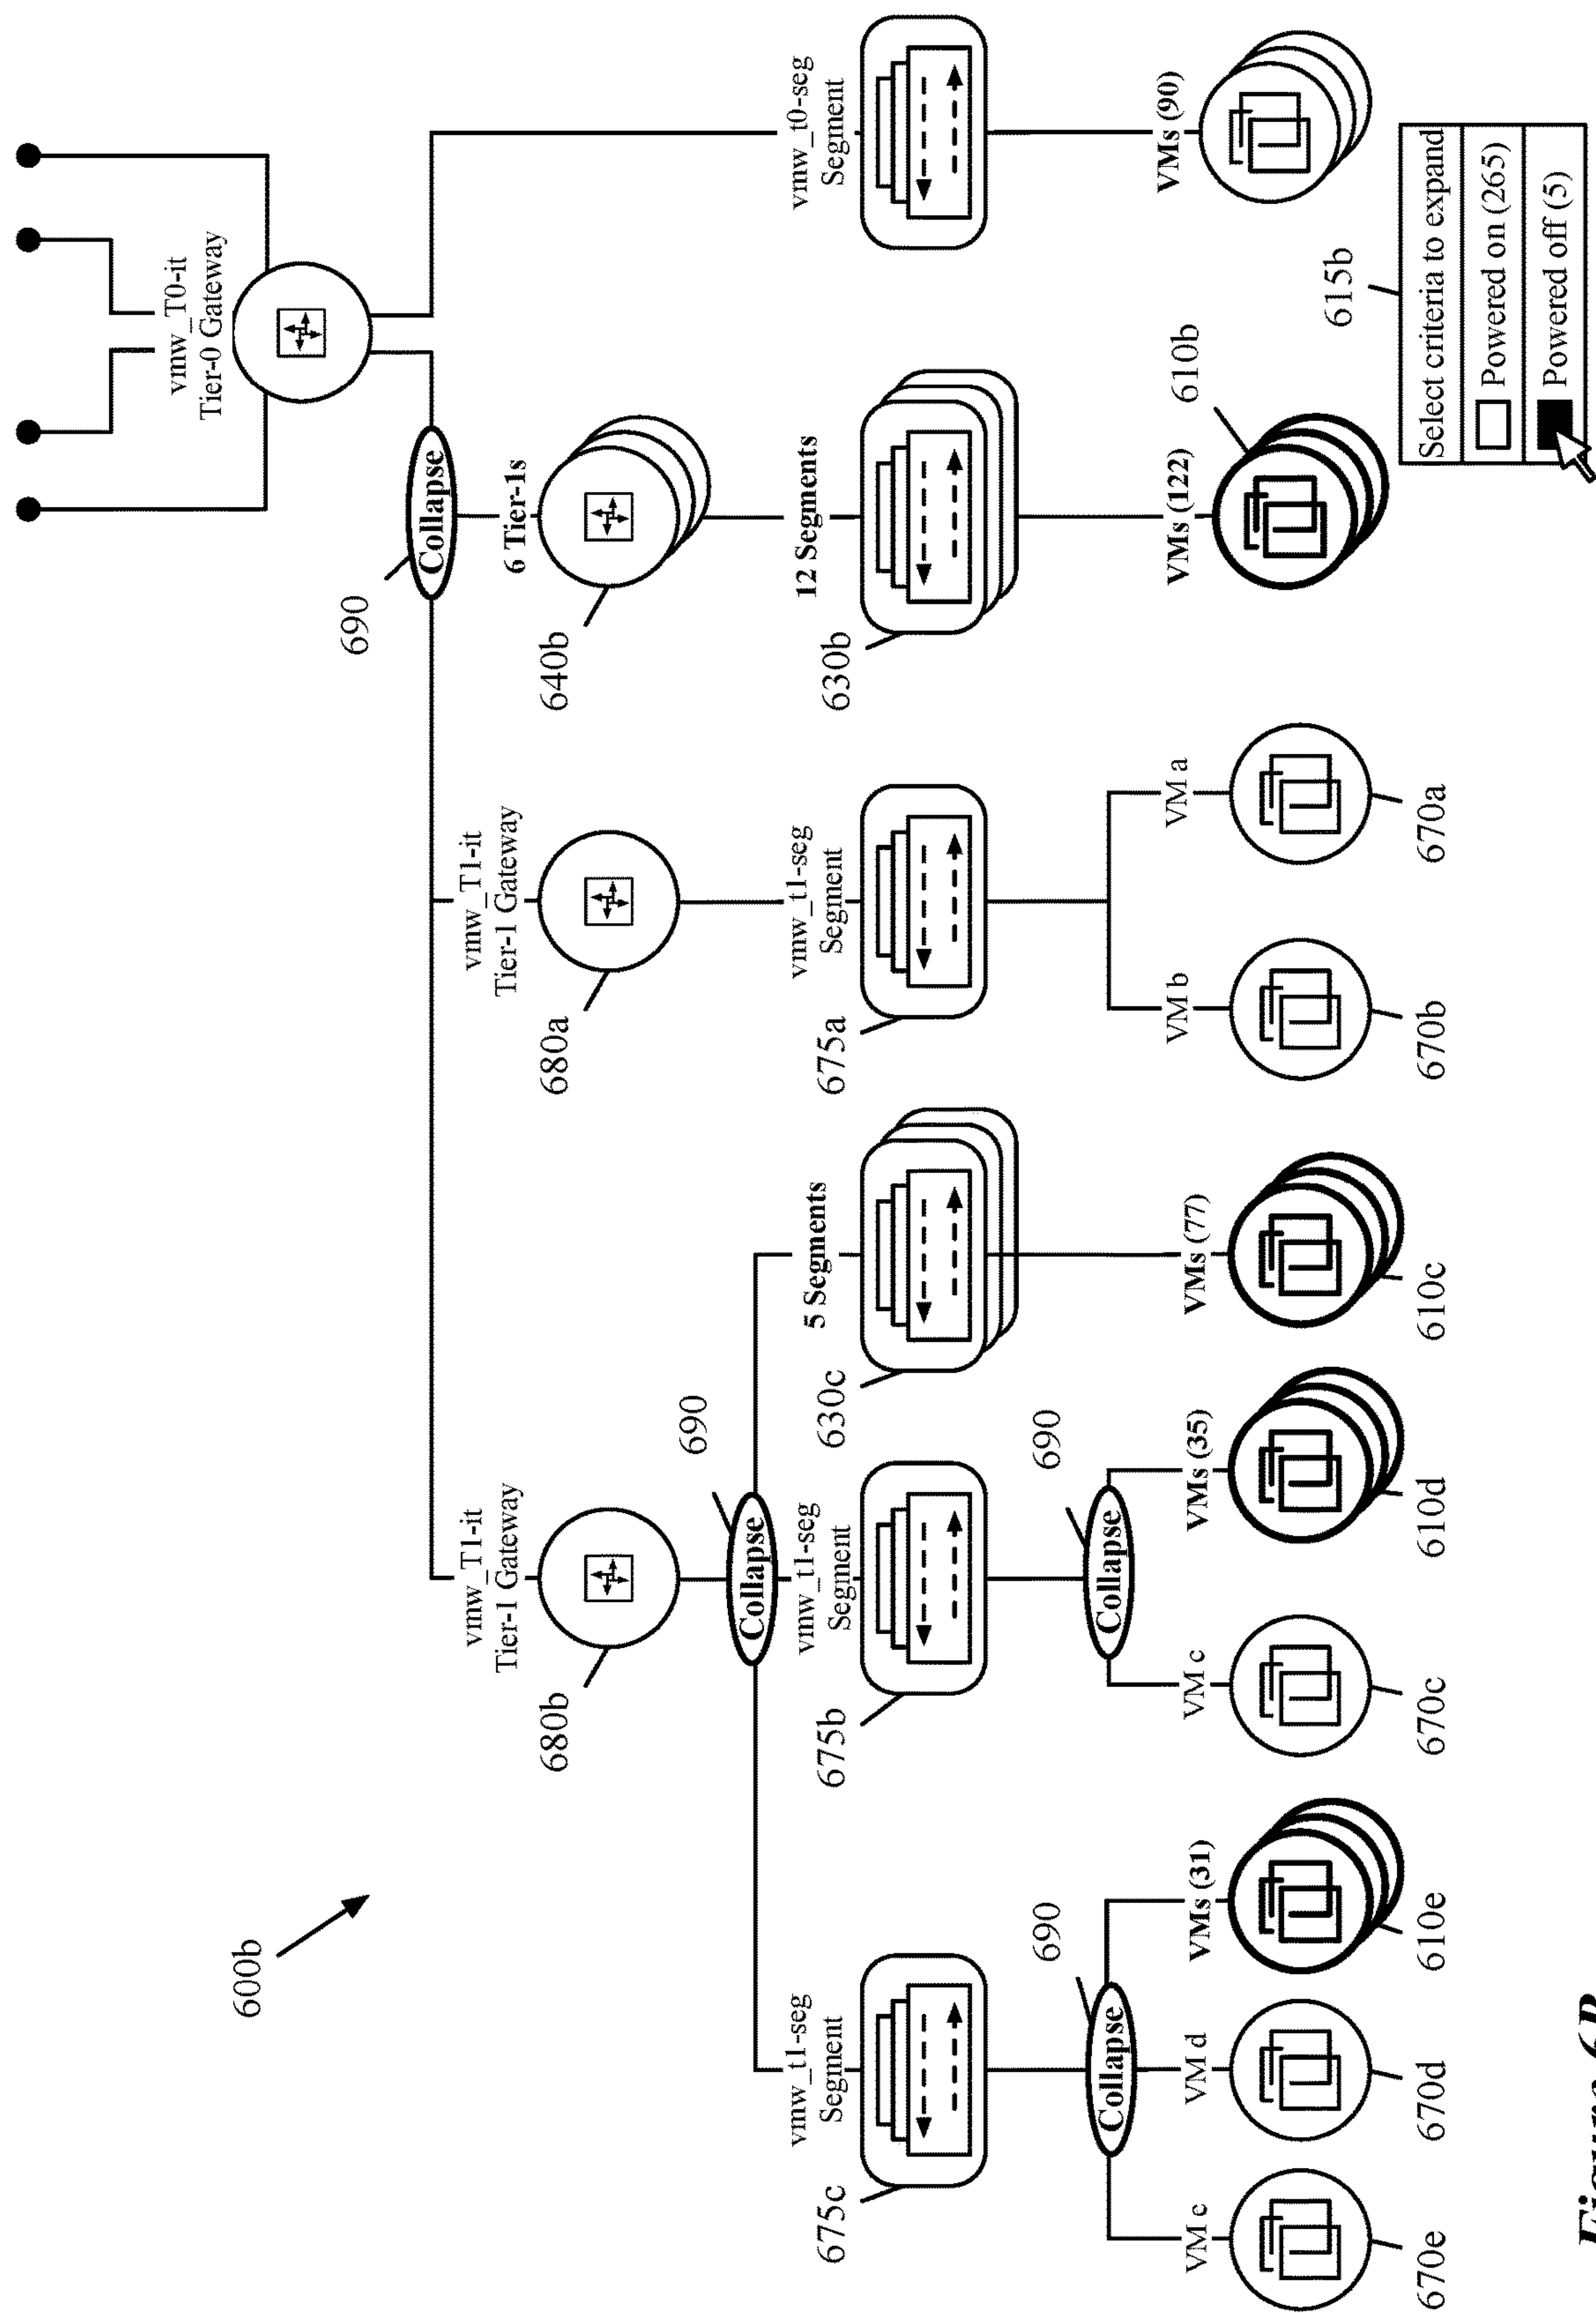 vmw_T0-it
Tier-0 Gateway
600b
690
Collapse
vmw_T1-it
Tier-1 Gateway
680b
vmw_T1-it
Tier-1 Gateway
680a
6 Tier-1s
640b
690
Collapse
vmw_t1-seg
Segment
675c
vmw_t1-seg
Segment
675b
5 Segments
630c
vmw_t1-seg
Segment
675a
12 Segments
630b
vmw_t0-seg
Segment
690
Collapse
690
Collapse
VM e
670e
VM d
670d
VMs (31)
610e
VM c
670c
VMs (35)
610d
VMs (77)
610c
VM b
670b
VM a
670a
VMs (122)
610b
VMs (90)
615b
Select criteria to expand
Powered on (265)
Powered off (5)
Figure 6B